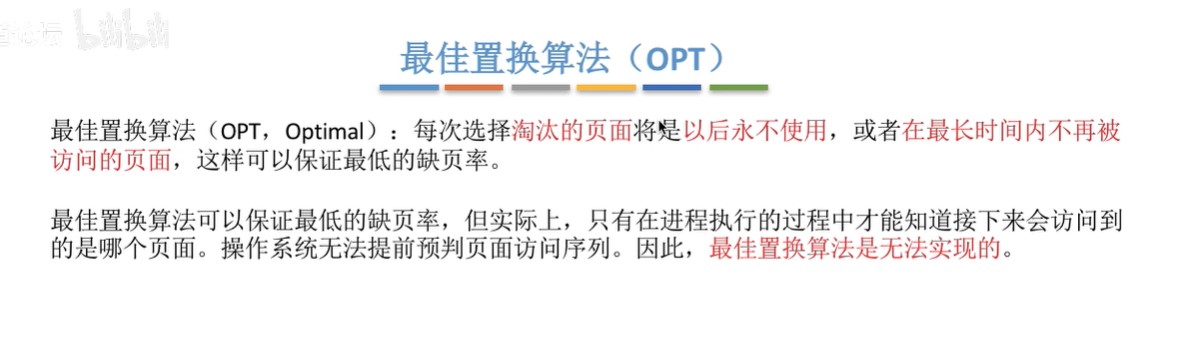 bilibili
最佳置换算法（OPT）
最佳置换算法（OPT，Optimal）：每次选择淘汰的页面将是以后永不使用，或者在最长时间内不再被
访问的页面，这样可以保证最低的缺页率。
最佳置换算法可以保证最低的缺页率，但实际上，只有在进程执行的过程中才能知道接下来会访问到
的是哪个页面。操作系统无法提前预判页面访问序列。因此，最佳置换算法是无法实现的。